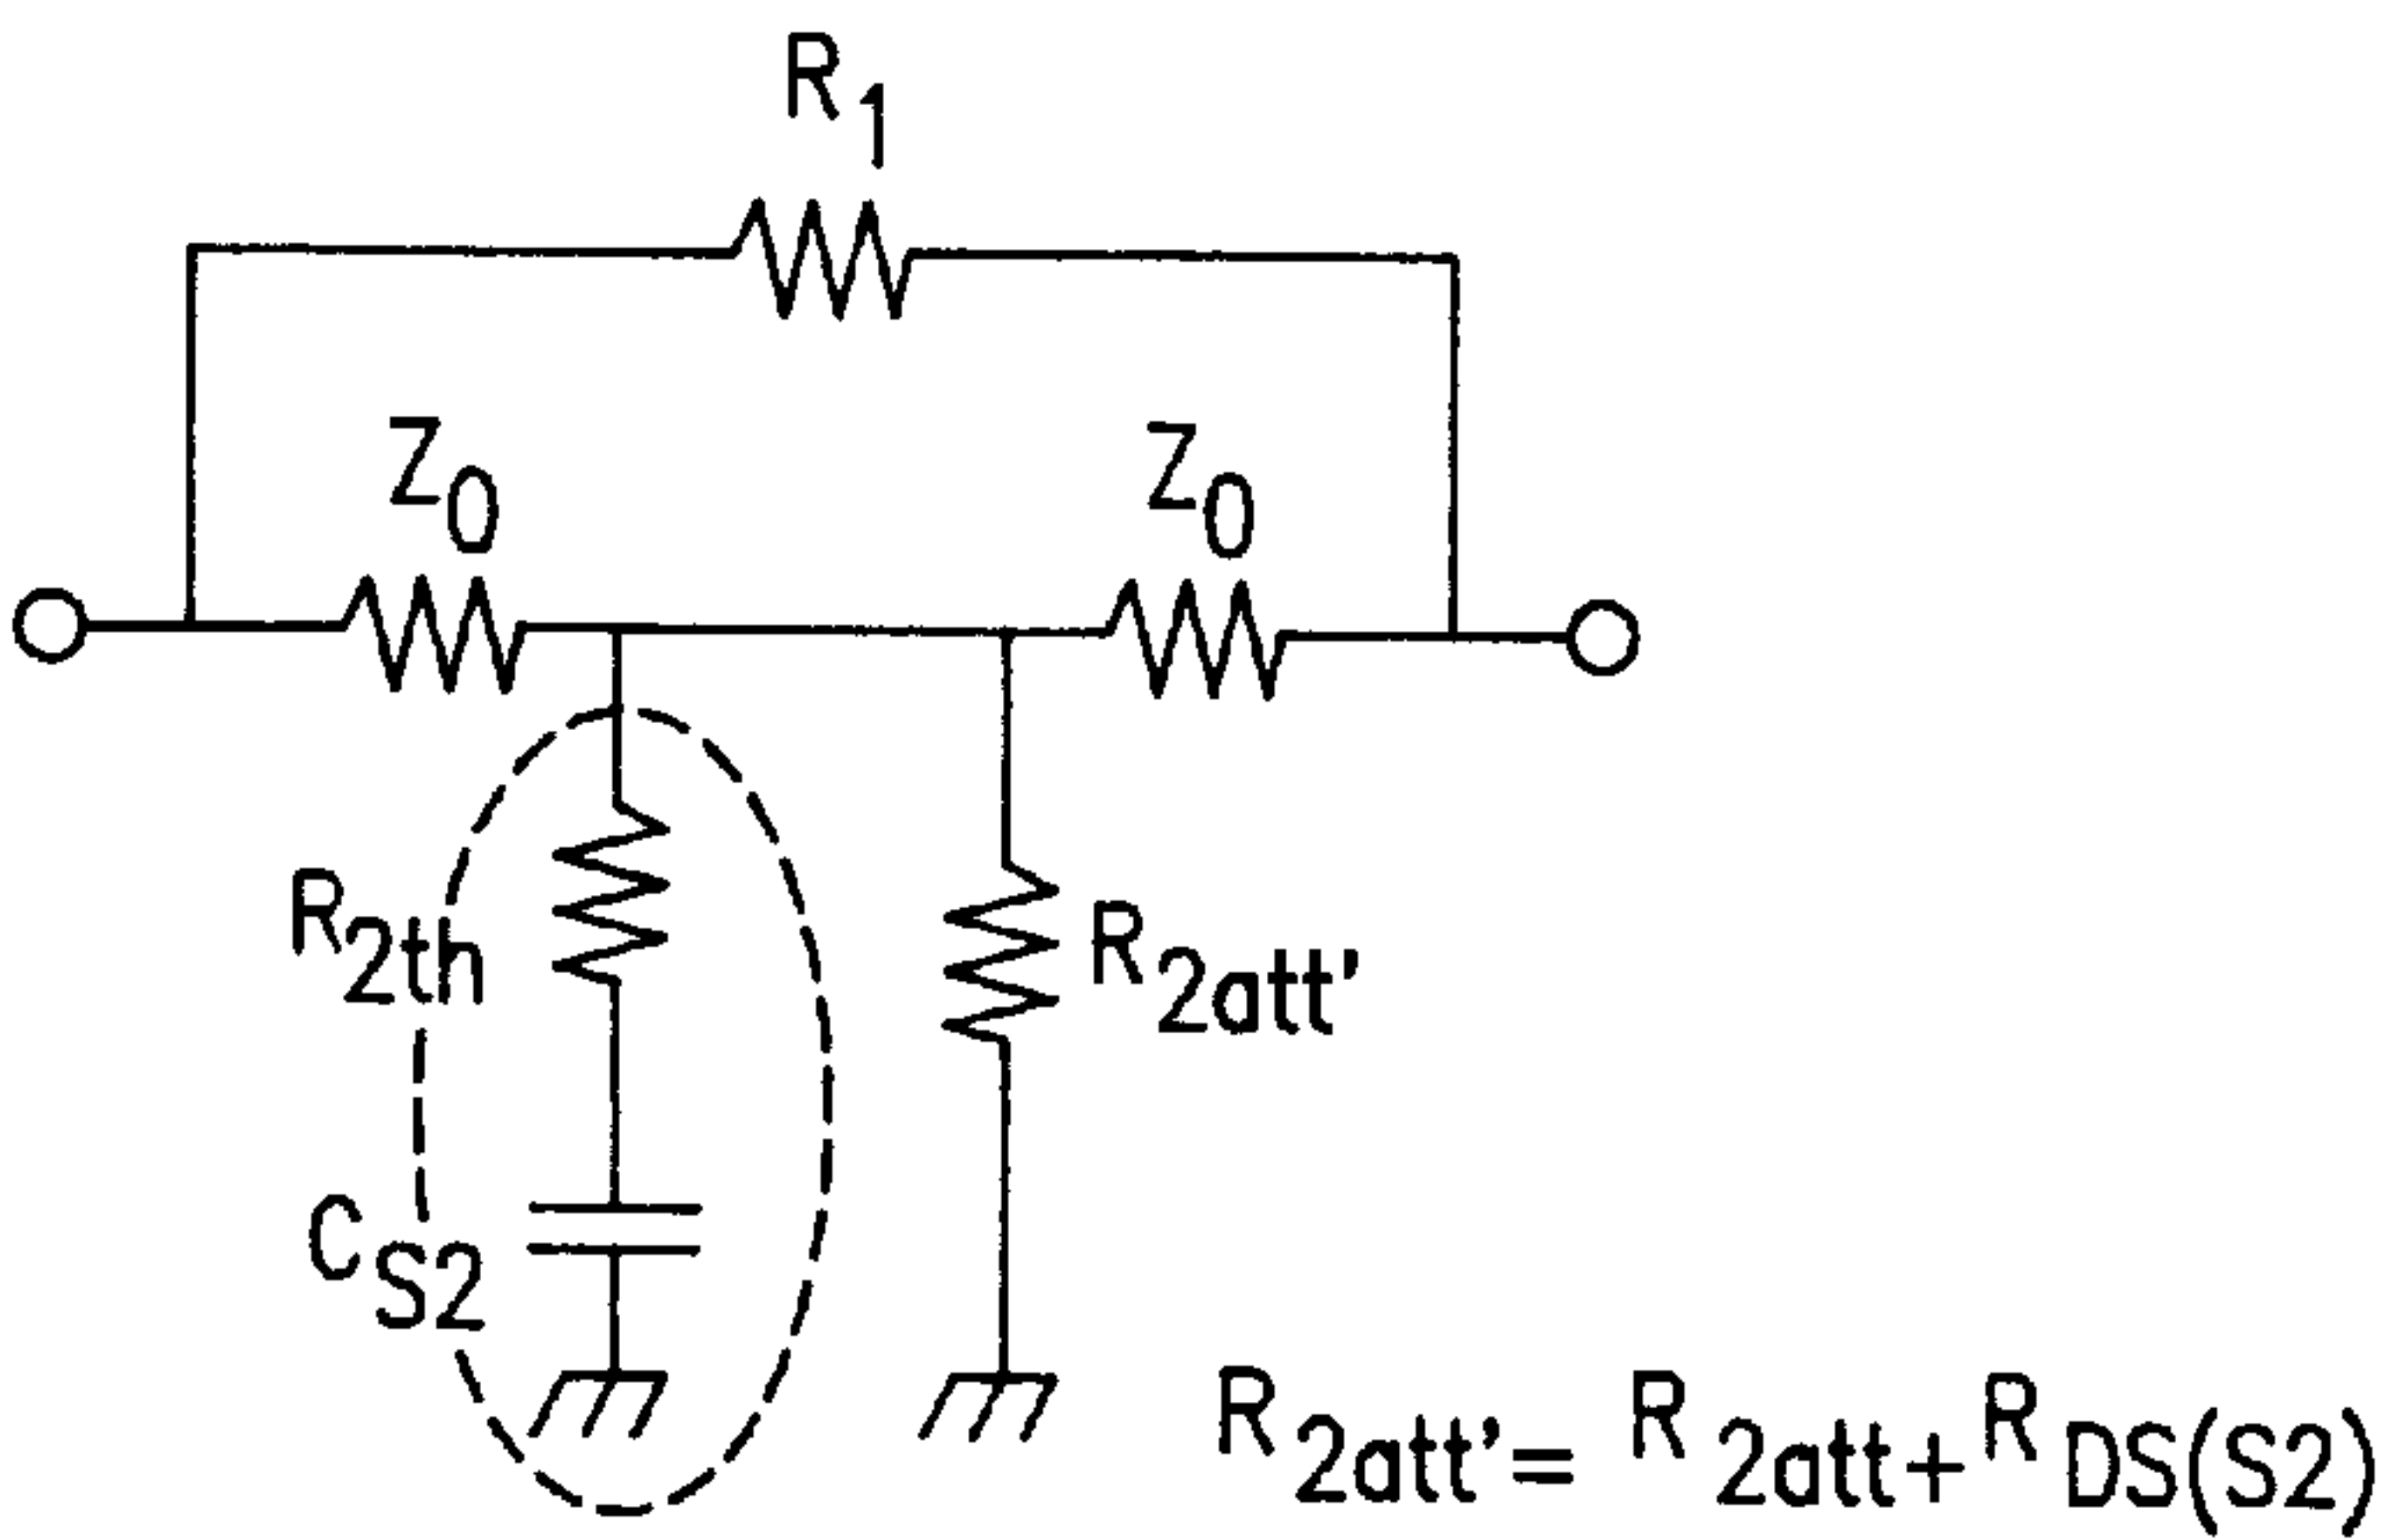 R1
Z0
Z0
R2th
R2att'
CS2
R2att'= R2att+RDS(S2)